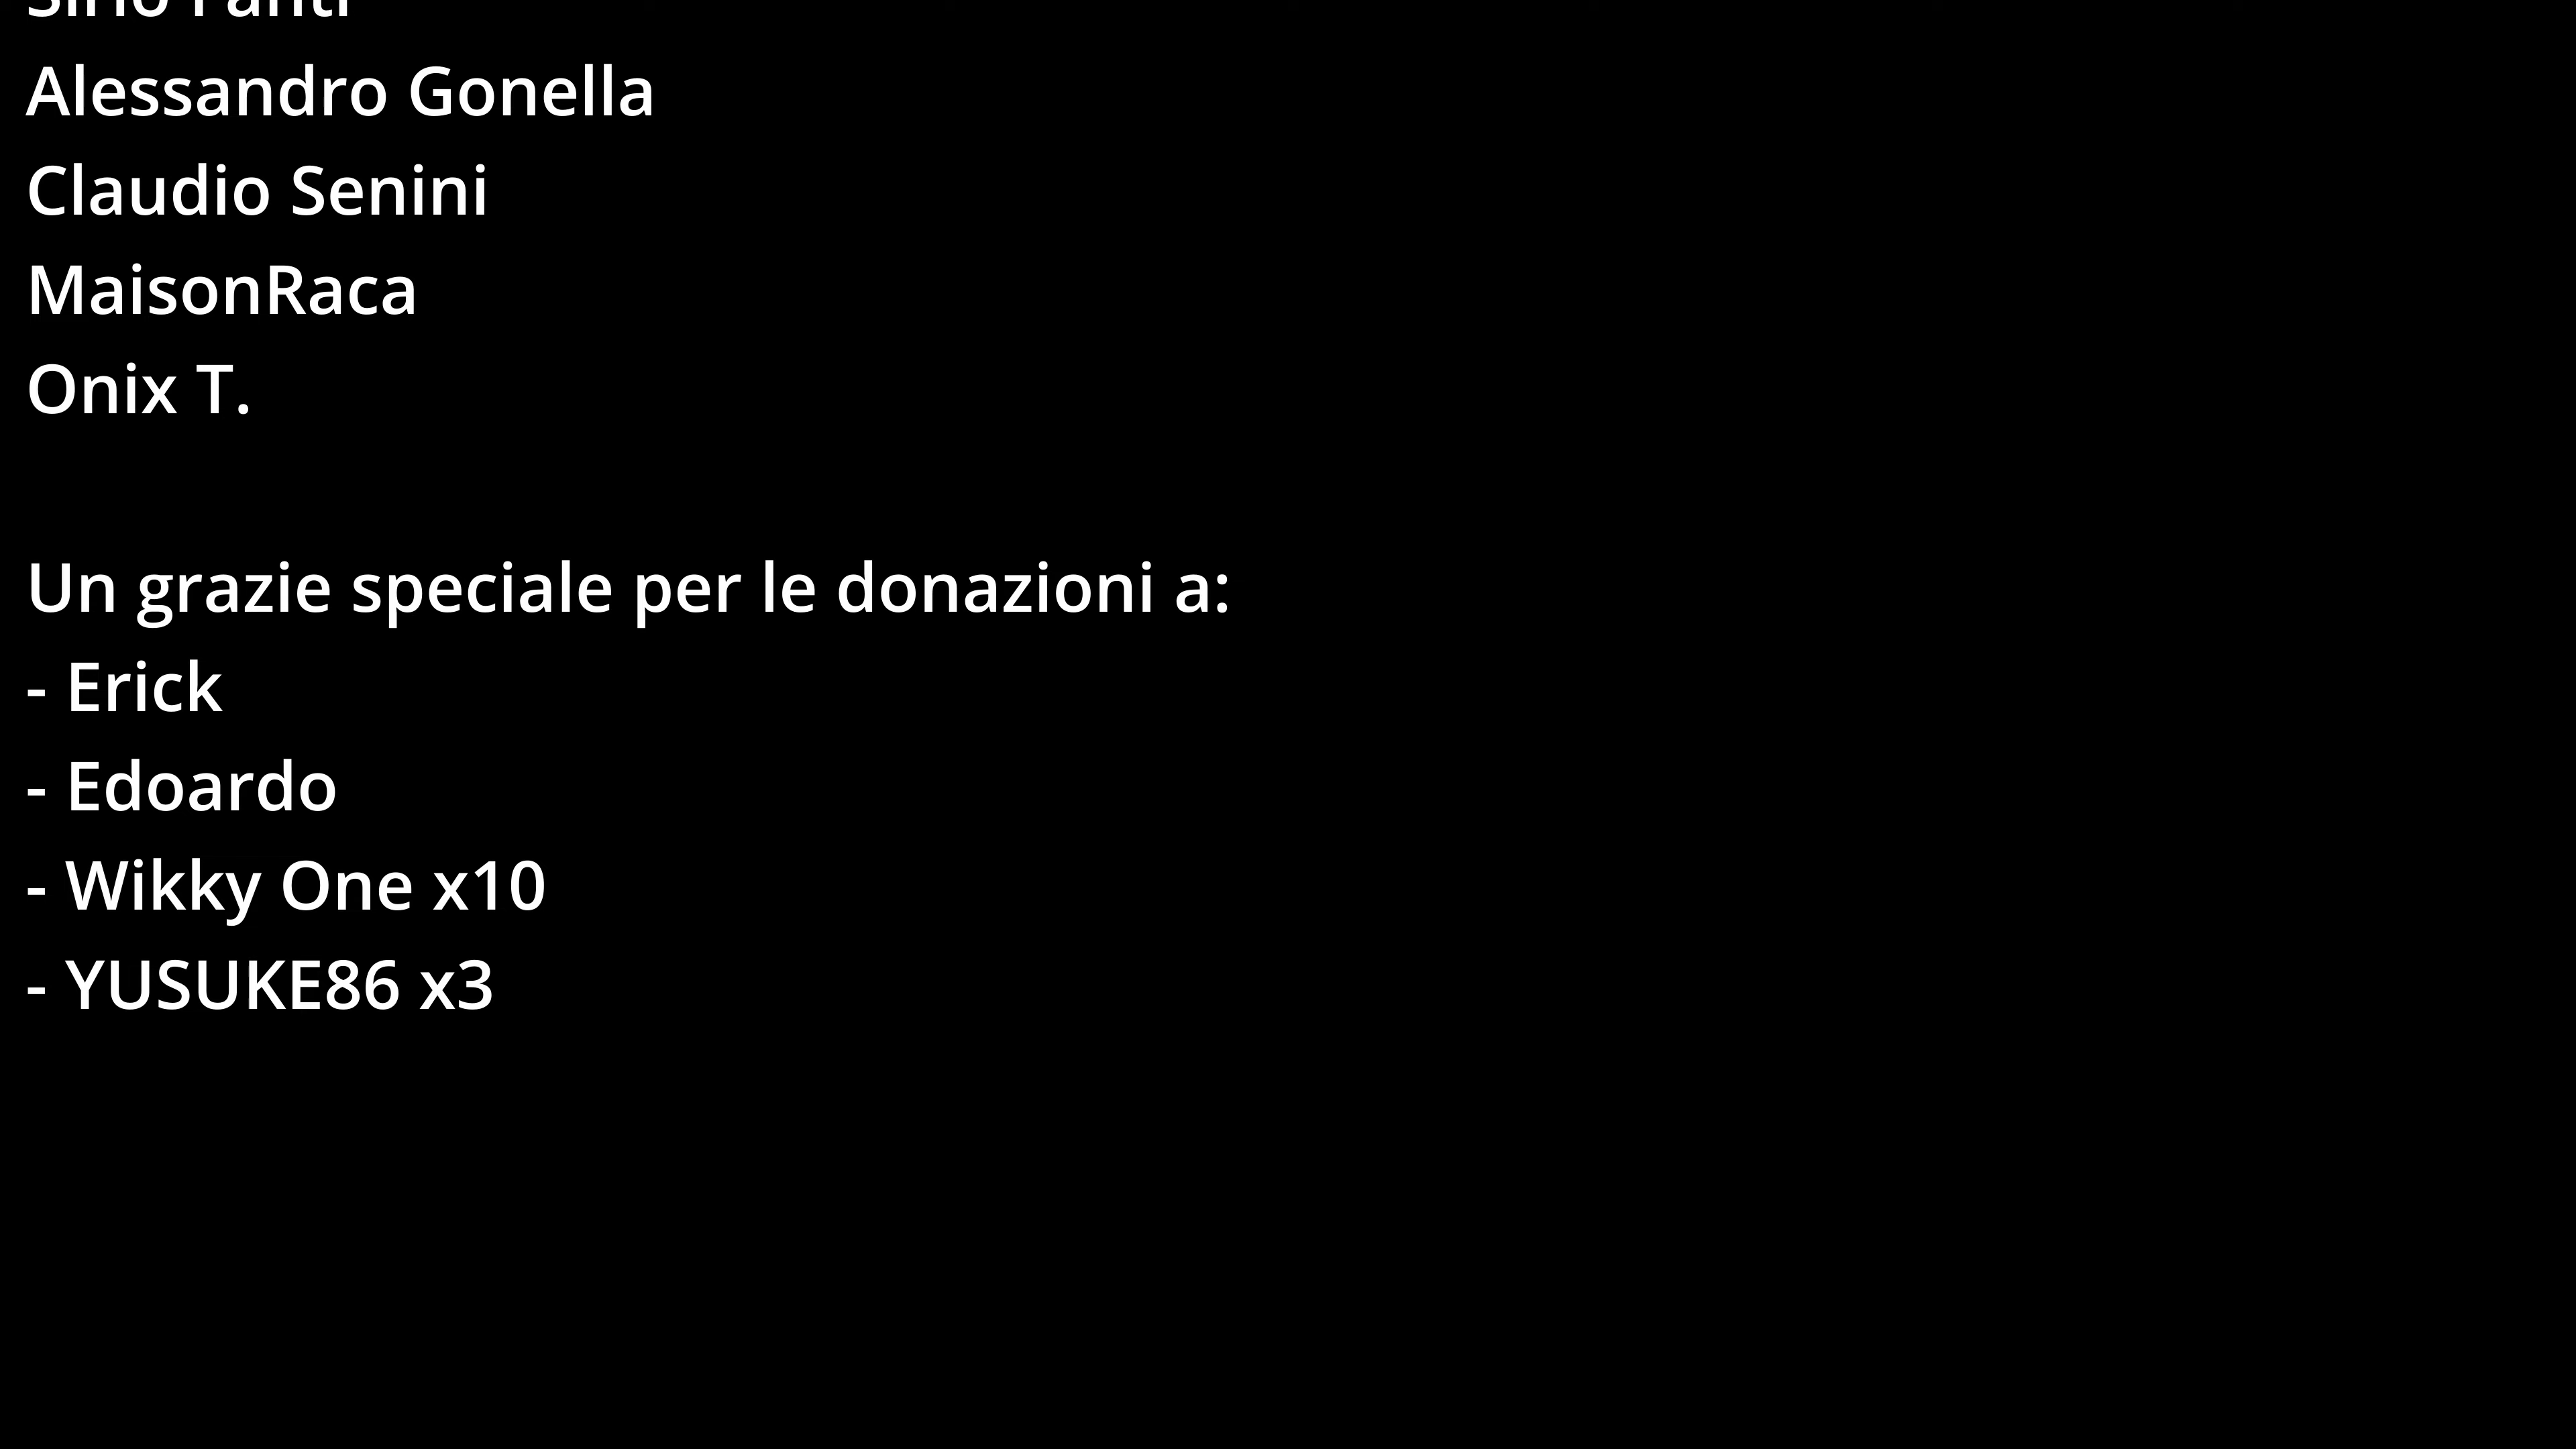 Alessandro Gonella
Claudio Senini
MaisonRaca
Onix T.
Un grazie speciale per le donazioni a:
- Erick
- Edoardo
- Wikky One x10
- YUSUKE86 x3